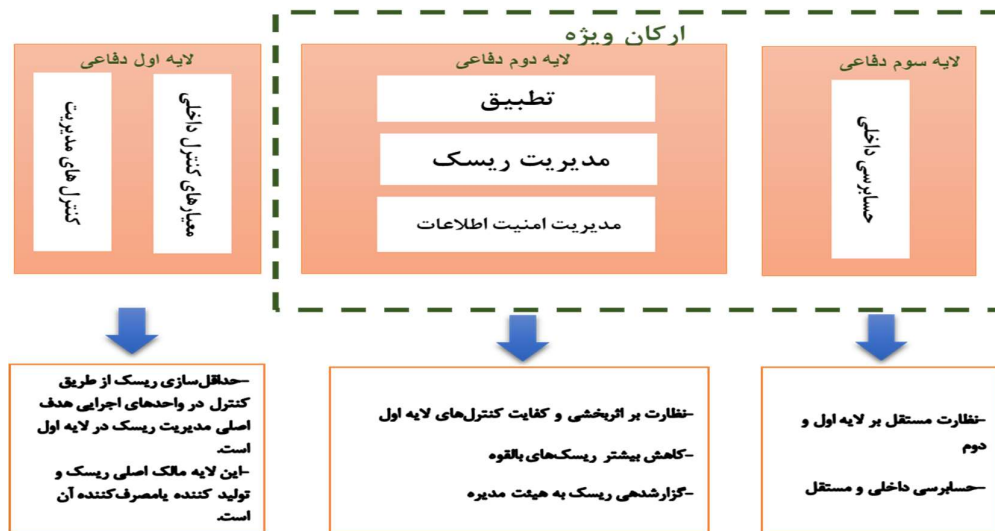 ارکان ویژه
لایه اول دفاعی
کنترل های مدیریت
معیارهای کنترل داخلی
لایه دوم دفاعی
تطبیق
مدیریت ریسک
مدیریت امنیت اطلاعات
لایه سوم دفاعی
حسابرسی داخلی
-حداقل‌سازی ریسک از طریق
کنترل در واحدهای اجرایی هدف
اصلی مدیریت ریسک در لایه اول
است.
-این لایه مالک اصلی ریسک و
تولید کننده یامصرف‌کننده آن
است.
-نظارت بر اثربخشی و کفایت کنترل‌های لایه اول
-کاهش بیشتر ریسک‌های بالقوه
-گزارشدهی ریسک به هیئت مدیره
-نظارت مستقل بر لایه اول و
دوم
-حسابرسی داخلی و مستقل